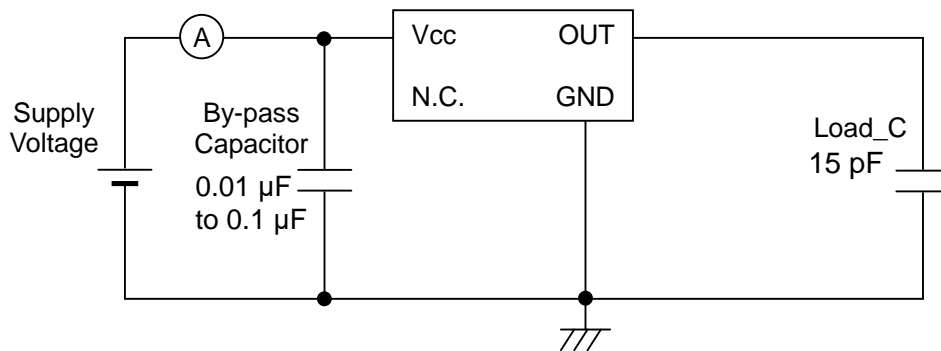 A
Vcc OUT
N.C. GND
Supply
Voltage
By-pass
Capacitor
0.01 µF
to 0.1 µF
Load_C
15 pF